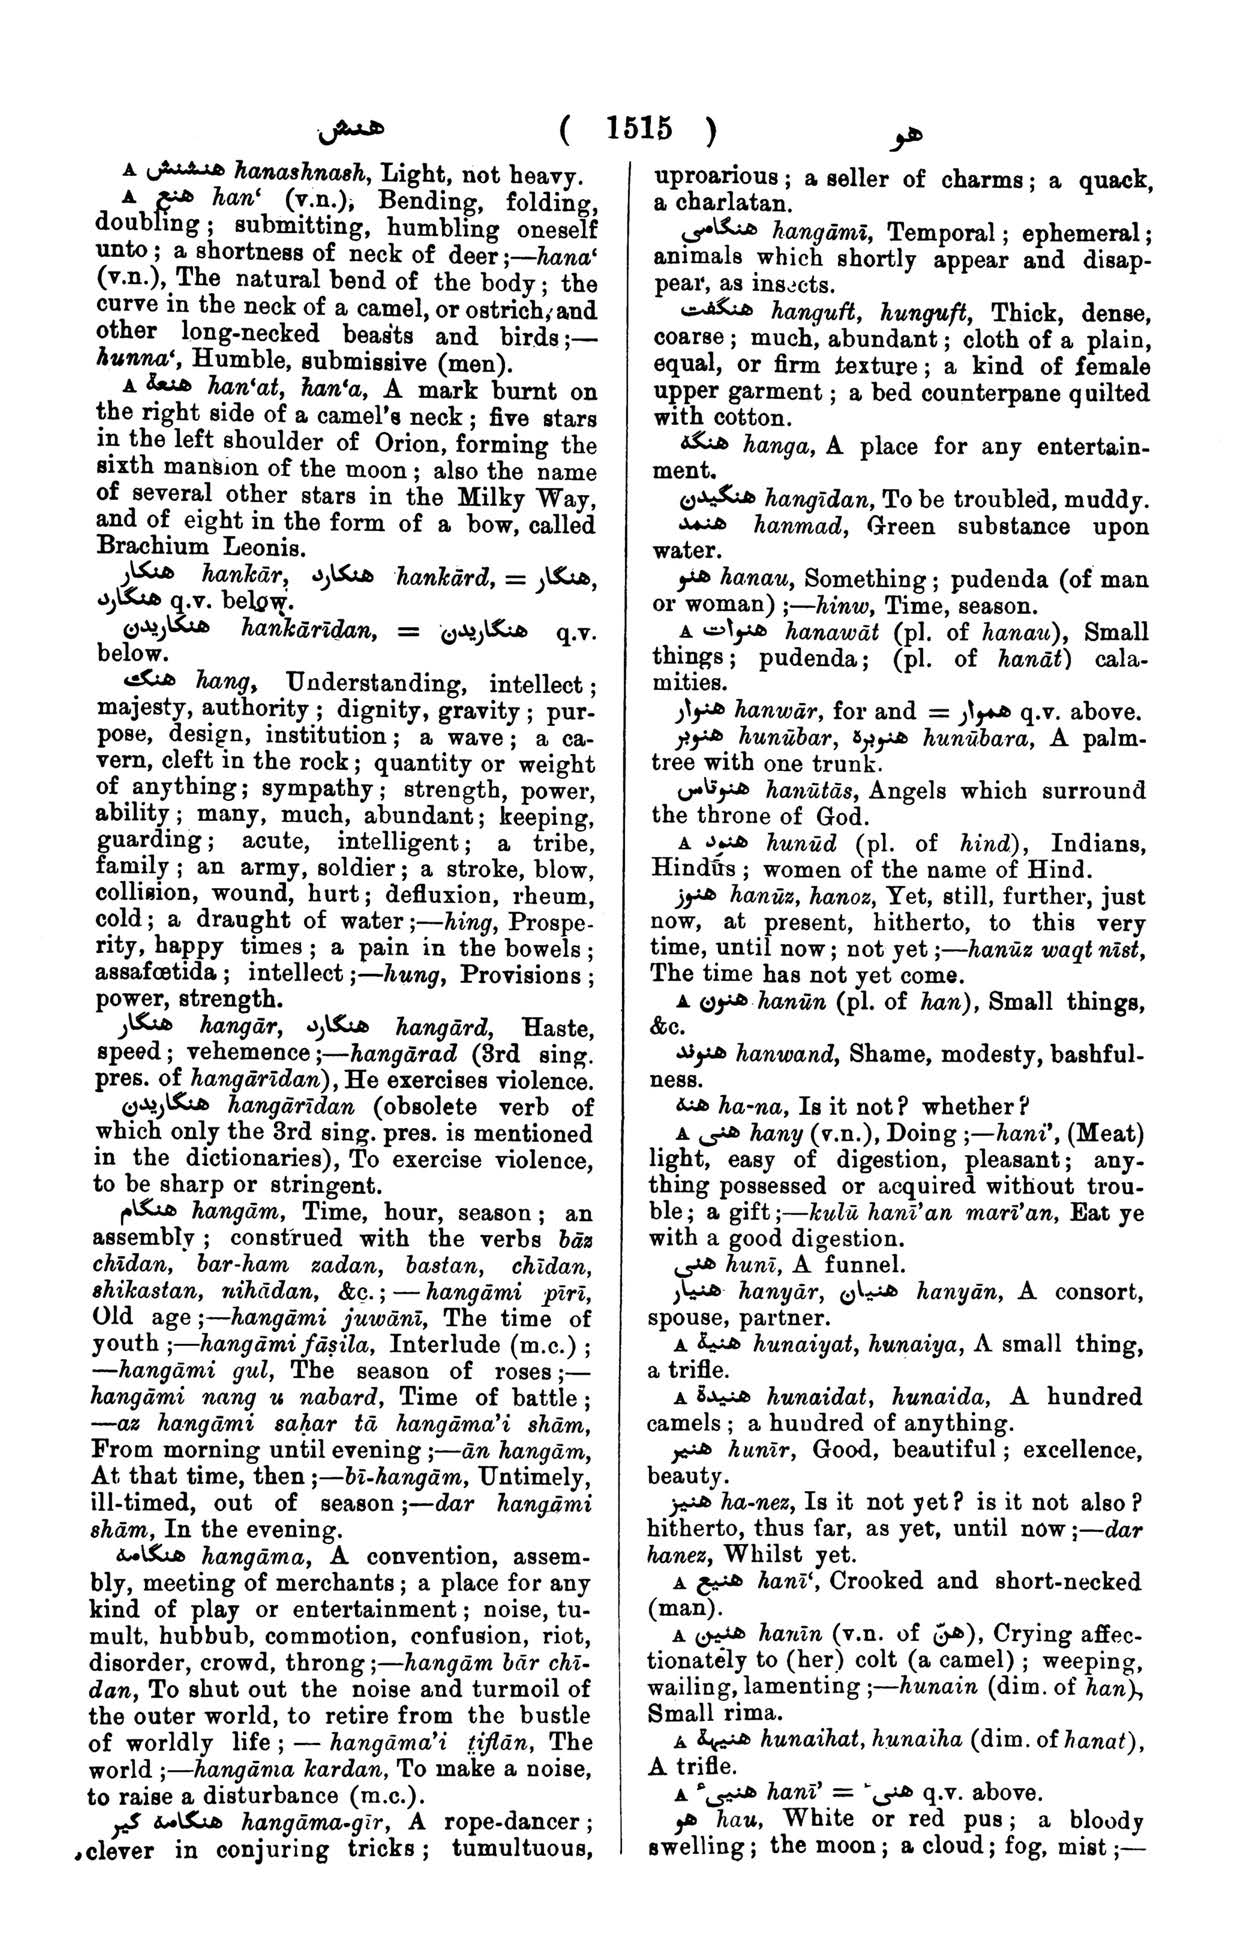 هنش ( 1515 ) هو
A هنشنش hanashnash, Light, not heavy.
A هنع han‘ (v.n.), Bending, folding,
doubling ; submitting, humbling oneself
unto ; a shortness of neck of deer ;—hana‘
(v.n.), The natural bend of the body ; the
curve in the neck of a camel, or ostrich, and
other long-necked beasts and birds ;—
hunna‘, Humble, submissive (men).
A هنعة han‘at, han‘a, A mark burnt on
the right side of a camel's neck ; five stars
in the left shoulder of Orion, forming the
sixth mansion of the moon ; also the name
of several other stars in the Milky Way,
and of eight in the form of a bow, called
Brachium Leonis.
هنكار hankār, هنكارد hankārd, = هنگار,
هنگارد q.v. below.
هنكاريدن hankārīdan, = هنگاريدن q.v.
below.
هنگ hang, Understanding, intellect ;
majesty, authority ; dignity, gravity ; pur-
pose, design, institution ; a wave ; a ca-
vern, cleft in the rock ; quantity or weight
of anything ; sympathy ; strength, power,
ability ; many, much, abundant ; keeping,
guarding ; acute, intelligent ; a tribe,
family ; an army, soldier ; a stroke, blow,
collision, wound, hurt ; defluxion, rheum,
cold ; a draught of water ;—hing, Prospe-
rity, happy times ; a pain in the bowels ;
assafœtida ; intellect ;—hung, Provisions ;
power, strength.
هنگار hangār, هنگارد hangārd, Haste,
speed ; vehemence ;—hangārad (3rd sing.
pres. of hangārīdan), He exercises violence.
هنگاريدن hangārīdan (obsolete verb of
which only the 3rd sing. pres. is mentioned
in the dictionaries), To exercise violence,
to be sharp or stringent.
هنگام hangām, Time, hour, season ; an
assembly ; construed with the verbs bāz
chīdan, bar-ham zadan, bastan, chīdan,
shikastan, nihādan, &c. ; — hangāmi pīrī,
Old age ;—hangāmi juwānī, The time of
youth ;—hangāmi fāṣila, Interlude (m.c.) ;
—hangāmi gul, The season of roses ;—
hangāmi nang u nabard, Time of battle ;
—az hangāmi saḥar tā hangāma'i shām,
From morning until evening ;—ān hangām,
At that time, then ;—bī-hangām, Untimely,
ill-timed, out of season ;—dar hangāmi
shām, In the evening.
هنگامه hangāma, A convention, assem-
bly, meeting of merchants ; a place for any
kind of play or entertainment ; noise, tu-
mult, hubbub, commotion, confusion, riot,
disorder, crowd, throng ;—hangām bār chī-
dan, To shut out the noise and turmoil of
the outer world, to retire from the bustle
of worldly life ; — hangāma'i t̤iflān, The
world ;—hangāma kardan, To make a noise,
to raise a disturbance (m.c.).
هنگامه گير hangāma-gīr, A rope-dancer ;
clever in conjuring tricks ; tumultuous,
uproarious ; a seller of charms ; a quack,
a charlatan.
هنگامى hangāmī, Temporal ; ephemeral ;
animals which shortly appear and disap-
pear, as insects.
هنگفت hanguft, hunguft, Thick, dense,
coarse ; much, abundant ; cloth of a plain,
equal, or firm texture ; a kind of female
upper garment ; a bed counterpane quilted
with cotton.
هنگه hanga, A place for any entertain-
ment.
هنگيدن hangīdan, To be troubled, muddy.
هنمد hanmad, Green substance upon
water.
هنو hanau, Something ; pudenda (of man
or woman) ;—hinw, Time, season.
A هنوات hanawāt (pl. of hanau), Small
things ; pudenda ; (pl. of hanāt) cala-
mities.
هنوار hanwār, for and = هموار q.v. above.
هنوبر hunūbar, هنوبره hunūbara, A palm-
tree with one trunk.
هنوتاس hanūtās, Angels which surround
the throne of God.
A هنود hunūd (pl. of hind), Indians,
Hindūs ; women of the name of Hind.
هنوز hanūz, hanoz, Yet, still, further, just
now, at present, hitherto, to this very
time, until now ; not yet ;—hanūz waqt nīst,
The time has not yet come.
A هنون hanūn (pl. of han), Small things,
&c.
هنوند hanwand, Shame, modesty, bashful-
ness.
هنه ha-na, Is it not ? whether ?
A هنى hany (v.n.), Doing ;—hani', (Meat)
light, easy of digestion, pleasant ; any-
thing possessed or acquired without trou-
ble ; a gift ;—kulū hanī'an marī'an, Eat ye
with a good digestion.
هنى hunī, A funnel.
هنيار hanyār, هنيان hanyān, A consort,
spouse, partner.
A هنية hunaiyat, hunaiya, A small thing,
a trifle.
A هنيدة hunaidat, hunaida, A hundred
camels ; a hundred of anything.
هنير hunīr, Good, beautiful ; excellence,
beauty.
هنيز ha-nez, Is it not yet ? is it not also ?
hitherto, thus far, as yet, until now ;—dar
hanez, Whilst yet.
A هنيع hanī‘, Crooked and short-necked
(man).
A هنين hanīn (v.n. of هنّ), Crying affec-
tionately to (her) colt (a camel) ; weeping,
wailing, lamenting ;—hunain (dim. of han),
Small rima.
A هنيهة hunaihat, hunaiha (dim. of hanat),
A trifle.
A هنيىء hanī' = هنىء q.v. above.
هو hau, White or red pus ; a bloody
swelling ; the moon ; a cloud ; fog, mist ;—